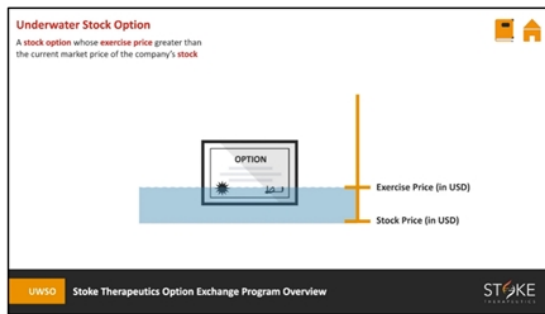 Underwater Stock Option
A stock option whose exercise price greater than
the current market price of the company's stock
OPTION
Exercise Price (in USD)
Stock Price (in USD)
UWSO
Stoke Therapeutics Option Exchange Program Overview
STOKE
THERAPEUTICS